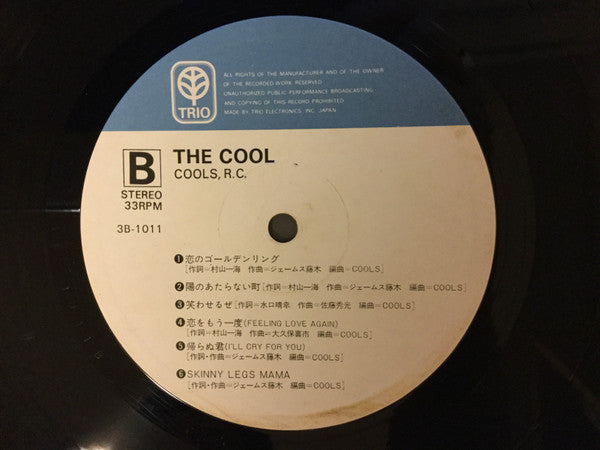 TRIO
ALL RIGHTS OF THE MANUFACTURER AND OF THE OWNER
OF THE RECORDED WORK RESERVED
UNAUTHORIZED PUBLIC PERFORMANCE BROADCASTING
AND COPYING OF THIS RECORD PROHIBITED
MADE BY TRIO ELECTRONICS, INC. JAPAN.
B
STEREO
33RPM
THE COOL
COOLS, R.C.
3B-1011
❶恋のゴールデンリング
[作詞=村山一海 作曲=ジェームス藤木 編曲=COOLS]
❷陽のあたらない町[作詞=村山一海 作曲=ジェームス藤木 編曲=COOLS]
❸笑わせるぜ[作詞=水口晴幸 作曲=佐藤秀光 編曲=COOLS]
❹恋をもう一度(FEELING LOVE AGAIN)
[作詞=村山一海 作曲=大久保喜市 編曲=COOLS]
❺帰らぬ君(I'LL CRY FOR YOU)
[作詞・作曲=ジェームス藤木 編曲=COOLS]
❻SKINNY LEGS MAMA
[作詞・作曲=ジェームス藤木 編曲=COOLS]